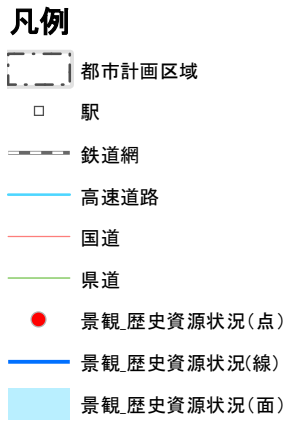 凡例
都市計画区域
駅
鉄道網
高速道路
国道
県道
景観_歴史資源状況(点)
景観_歴史資源状況(線)
景観_歴史資源状況(面)